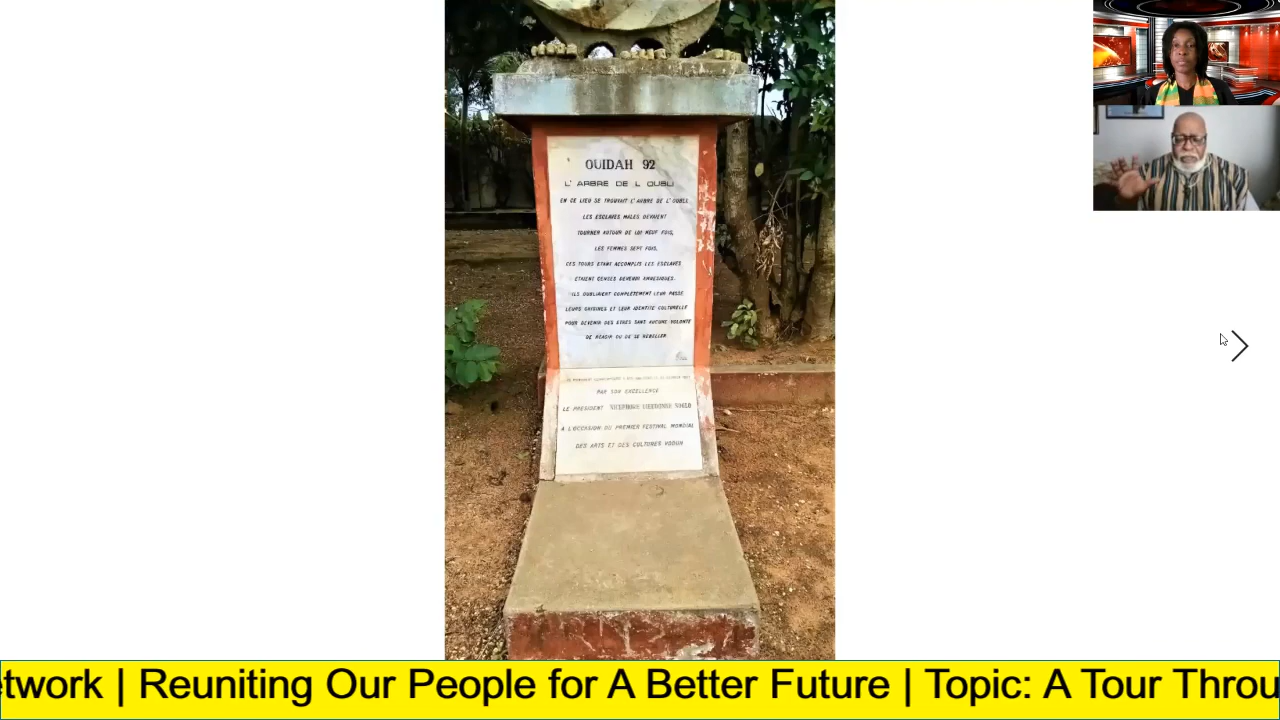 OUIDAH 92
L' ARBRE DE L OUBLI
EN CE LIEU SE TROUVAIT L'ARBRE DE L'OUBLI.
LES ESCLAVES MALES DEVAIENT
TOURNER AUTOUR DE LUI NEUF FOIS,
LES FEMMES SEPT FOIS,
CES TOURS ETANT ACCOMPLIS LES ESCLAVES
ETAIENT CENSES DEVENIR AMNESIQUES.
ILS OUBLIAIENT COMPLETEMENT LEUR PASSE
LEURS ORIGINES ET LEUR IDENTITE CULTURELLE
POUR DEVENIR DES ETRES SANS AUCUNE VOLONTE
DE REAGIR OU DE SE REBELLER
PAR SON EXCELLENCE
LE PRESIDENT NICEPHORE SOGLO
A L'OCCASION DU PREMIER FESTIVAL MONDIAL
DES ARTS ET DES CULTURES VODUN
etwork | Reuniting Our People for A Better Future | Topic: A Tour Throu